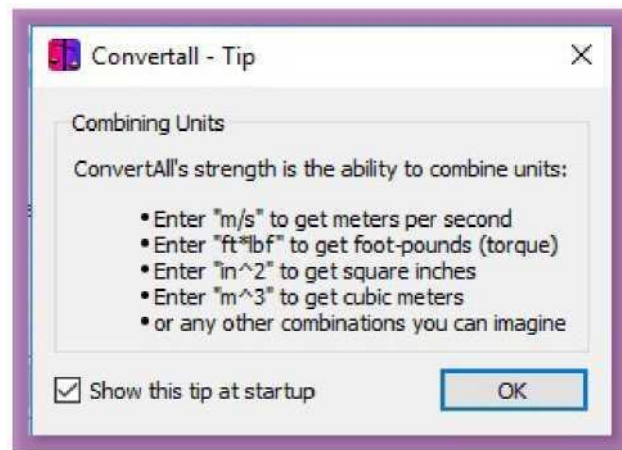 Convertall - Tip
Combining Units
ConvertAll's strength is the ability to combine units:
• Enter "m/s" to get meters per second
• Enter "ft*lbf" to get foot-pounds (torque)
• Enter "in^2" to get square inches
• Enter "m^3" to get cubic meters
• or any other combinations you can imagine
Show this tip at startup
OK